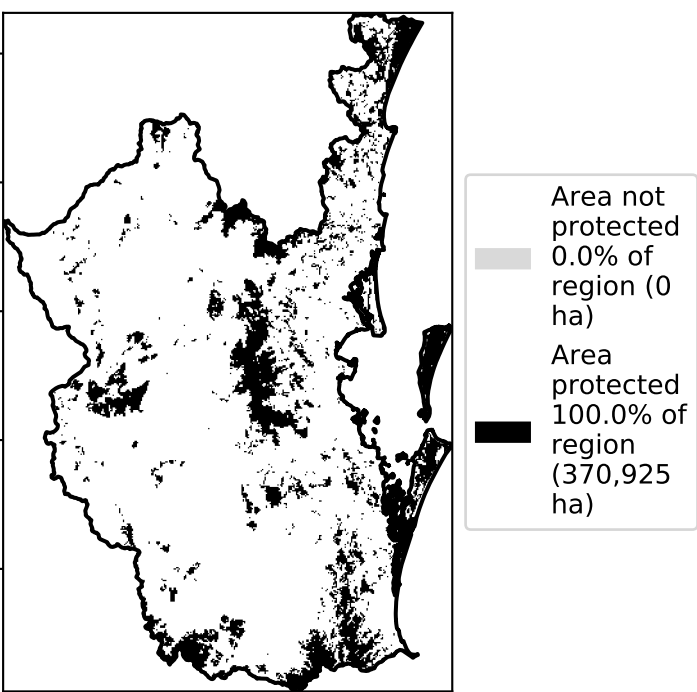 Area not
protected
0.0% of
region (0
ha)
Area
protected
100.0% of
region
(370,925
ha)